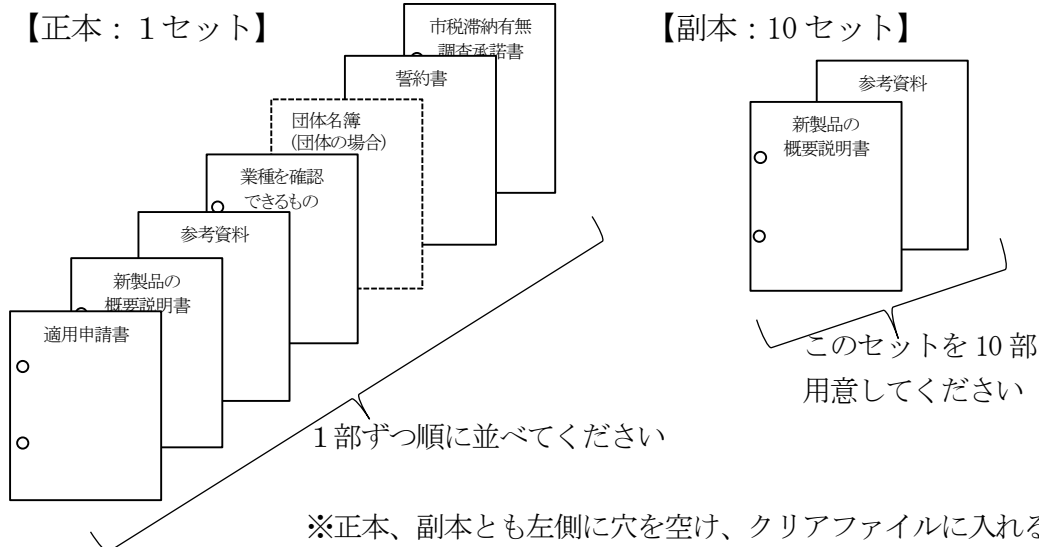 【正本：１セット】
市税滞納有無
調査承諾書
誓約書
団体名簿
(団体の場合)
業種を確認
できるもの
参考資料
新製品の
概要説明書
適用申請書
１部ずつ順に並べてください
【副本：10 セット】
参考資料
新製品の
概要説明書
このセットを 10 部
用意してください
※正本、副本とも左側に穴を空け、クリアファイルに入れる